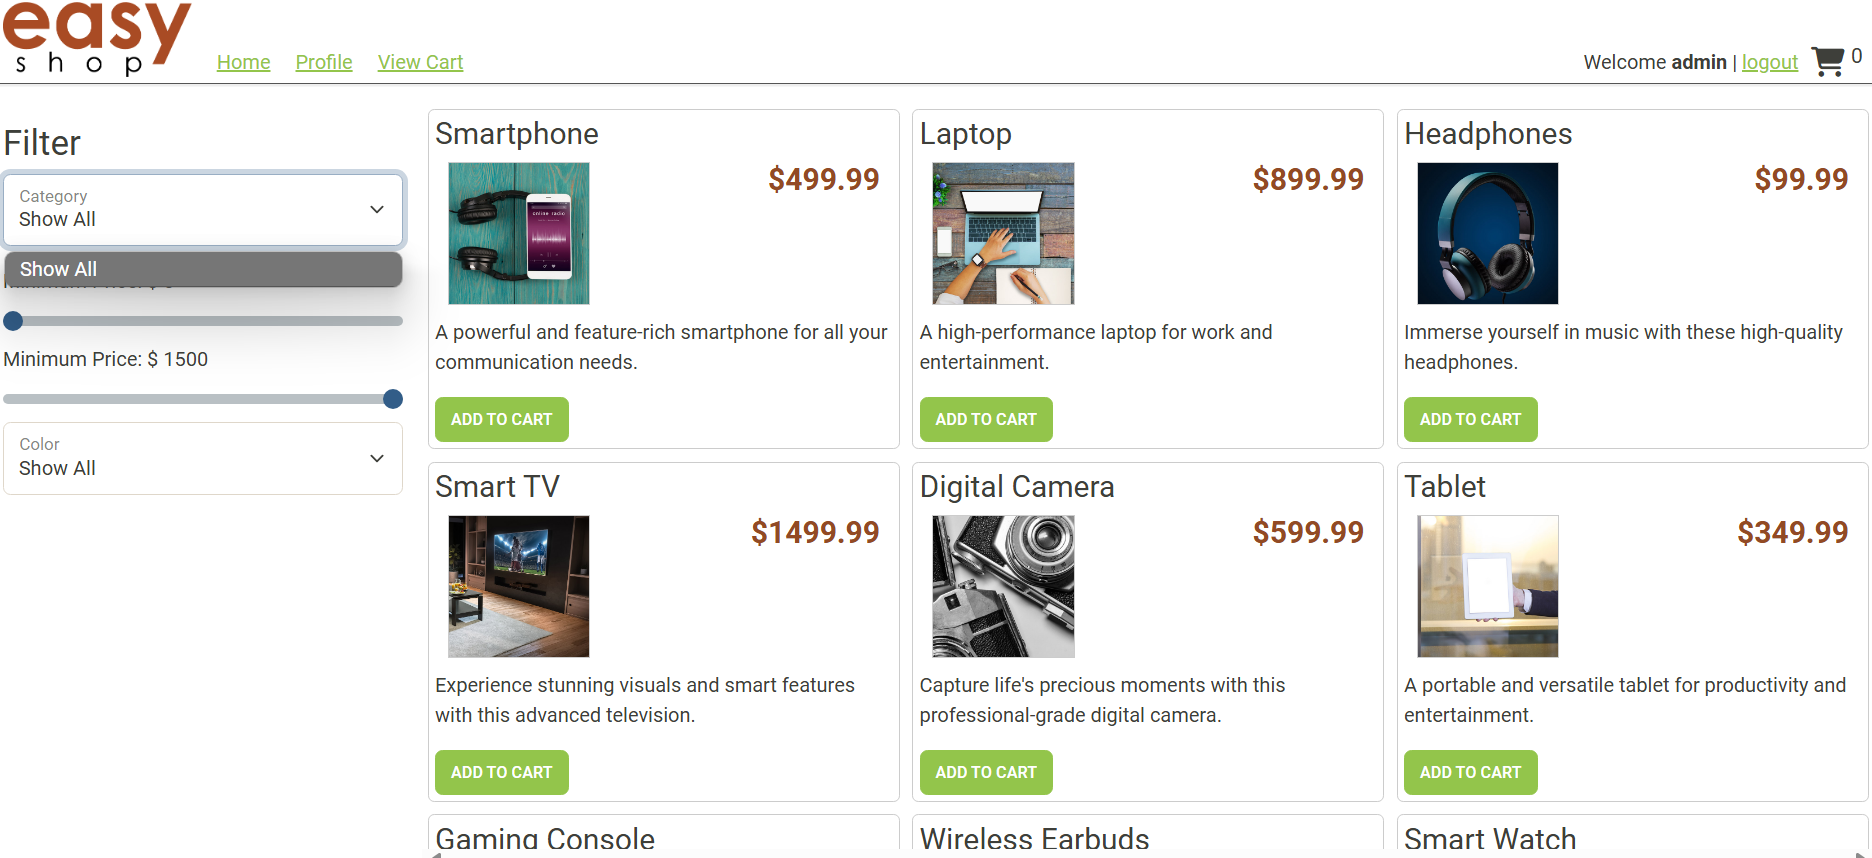 easy
shop
Home Profile View Cart
Welcome admin | logout 0
Filter
Category
Show All
Show All
Minimum Price: $ 1500
Color
Show All
Smartphone
$499.99
online radio
A powerful and feature-rich smartphone for all your
communication needs.
ADD TO CART
Laptop
$899.99
A high-performance laptop for work and
entertainment.
ADD TO CART
Headphones
$99.99
Immerse yourself in music with these high-quality
headphones.
ADD TO CART
Smart TV
$1499.99
Experience stunning visuals and smart features
with this advanced television.
ADD TO CART
Digital Camera
$599.99
Capture life's precious moments with this
professional-grade digital camera.
ADD TO CART
Tablet
$349.99
A portable and versatile tablet for productivity and
entertainment.
ADD TO CART
Gaming Console
Wireless Earbuds
Smart Watch